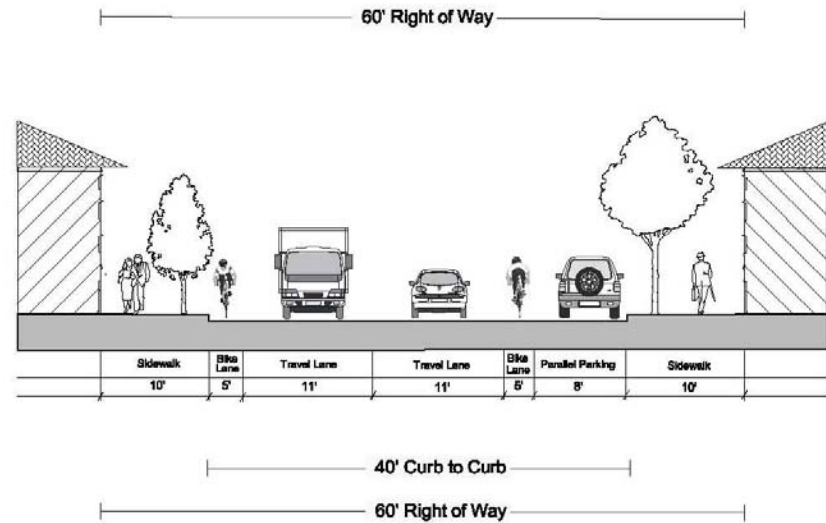 60' Right of Way
Sidewalk
Bike
Lane
Travel Lane
Travel Lane
Bike
Lane
Parallel Parking
Sidewalk
10'
5'
11'
11'
5'
8'
10'
40' Curb to Curb
60' Right of Way